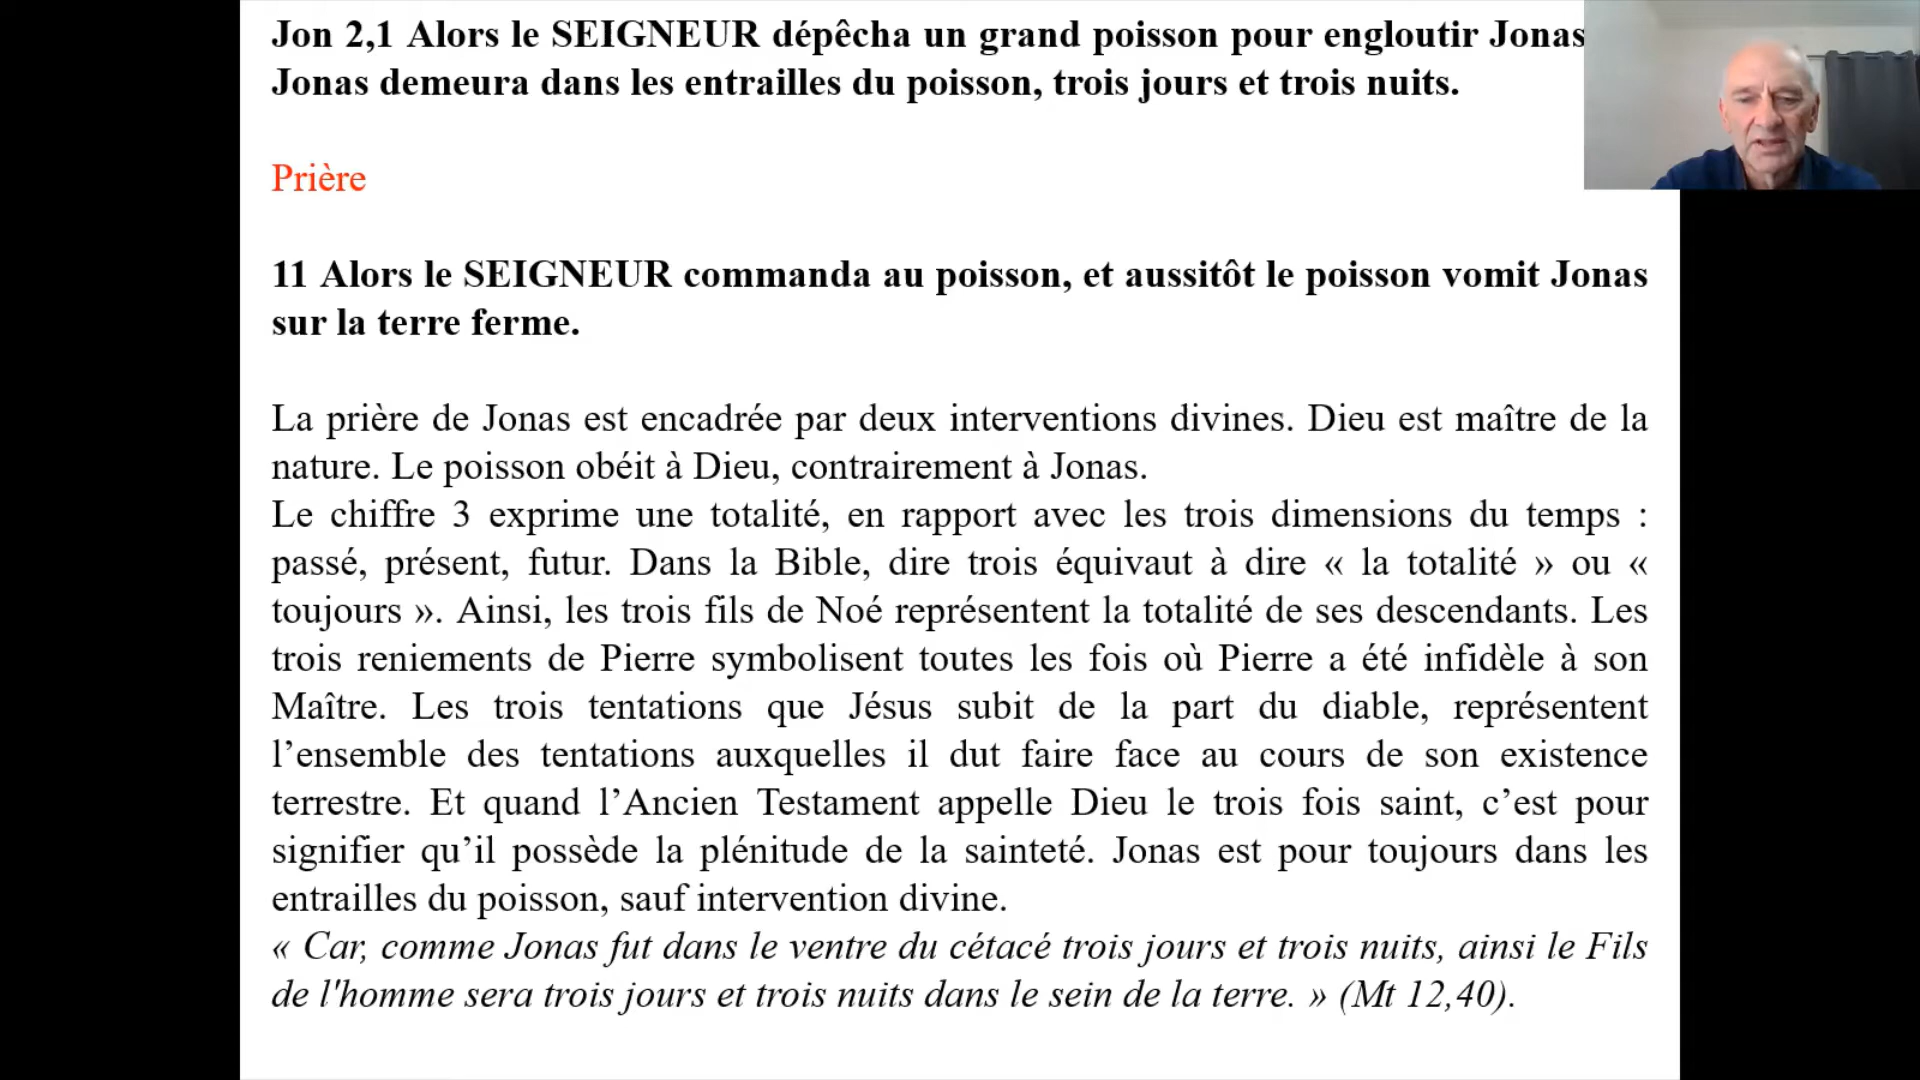 Jon 2,1 Alors le SEIGNEUR dépêcha un grand poisson pour engloutir Jonas
Jonas demeura dans les entrailles du poisson, trois jours et trois nuits.
Prière
11 Alors le SEIGNEUR commanda au poisson, et aussitôt le poisson vomit Jonas
sur la terre ferme.
La prière de Jonas est encadrée par deux interventions divines. Dieu est maître de la
nature. Le poisson obéit à Dieu, contrairement à Jonas.
Le chiffre 3 exprime une totalité, en rapport avec les trois dimensions du temps :
passé, présent, futur. Dans la Bible, dire trois équivaut à dire « la totalité » ou «
toujours ». Ainsi, les trois fils de Noé représentent la totalité de ses descendants. Les
trois reniements de Pierre symbolisent toutes les fois où Pierre a été infidèle à son
Maître. Les trois tentations que Jésus subit de la part du diable, représentent
l’ensemble des tentations auxquelles il dut faire face au cours de son existence
terrestre. Et quand l’Ancien Testament appelle Dieu le trois fois saint, c’est pour
signifier qu’il possède la plénitude de la sainteté. Jonas est pour toujours dans les
entrailles du poisson, sauf intervention divine.
« Car, comme Jonas fut dans le ventre du cétacé trois jours et trois nuits, ainsi le Fils
de l'homme sera trois jours et trois nuits dans le sein de la terre. » (Mt 12,40).